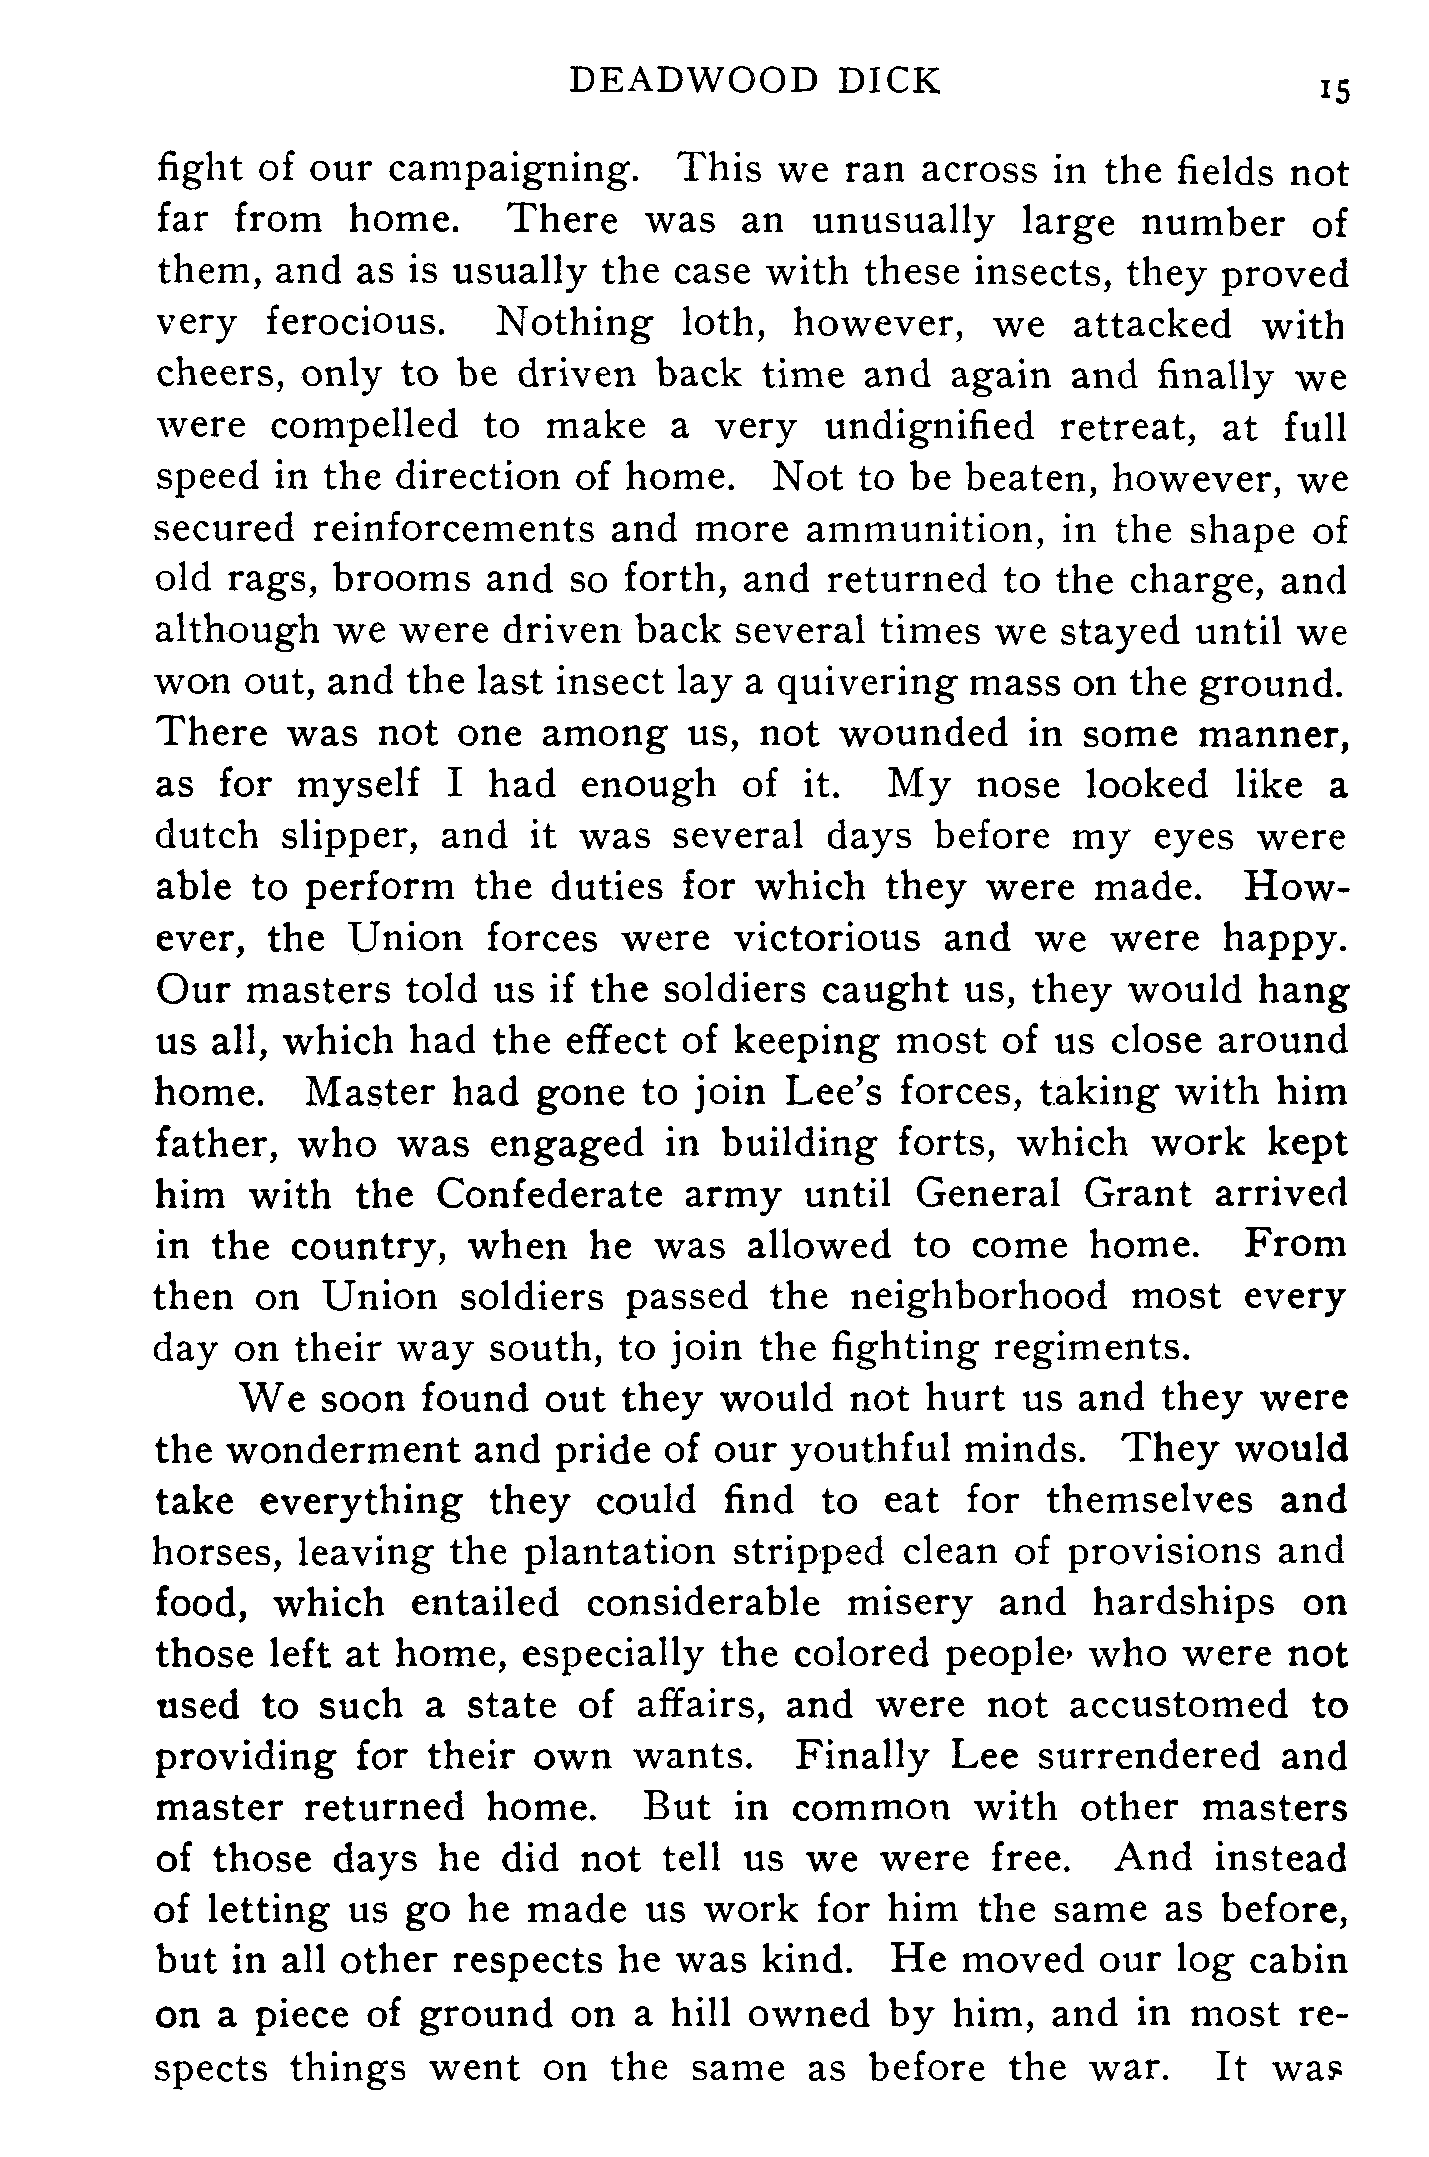 DEADWOOD DICK 15
fight of our campaigning. This we ran across in the fields not
far from home. There was an unusually large number of
them, and as is usually the case with these insects, they proved
very ferocious. Nothing loth, however, we attacked with
cheers, only to be driven back time and again and finally we
were compelled to make a very undignified retreat, at full
speed in the direction of home. Not to be beaten, however, we
secured reinforcements and more ammunition, in the shape of
old rags, brooms and so forth, and returned to the charge, and
although we were driven back several times we stayed until we
won out, and the last insect lay a quivering mass on the ground.
There was not one among us, not wounded in some manner,
as for myself I had enough of it. My nose looked like a
dutch slipper, and it was several days before my eyes were
able to perform the duties for which they were made. How-
ever, the Union forces were victorious and we were happy.
Our masters told us if the soldiers caught us, they would hang
us all, which had the effect of keeping most of us close around
home. Master had gone to join Lee's forces, taking with him
father, who was engaged in building forts, which work kept
him with the Confederate army until General Grant arrived
in the country, when he was allowed to come home. From
then on Union soldiers passed the neighborhood most every
day on their way south, to join the fighting regiments.
We soon found out they would not hurt us and they were
the wonderment and pride of our youthful minds. They would
take everything they could find to eat for themselves and
horses, leaving the plantation stripped clean of provisions and
food, which entailed considerable misery and hardships on
those left at home, especially the colored people, who were not
used to such a state of affairs, and were not accustomed to
providing for their own wants. Finally Lee surrendered and
master returned home. But in common with other masters
of those days he did not tell us we were free. And instead
of letting us go he made us work for him the same as before,
but in all other respects he was kind. He moved our log cabin
on a piece of ground on a hill owned by him, and in most re-
spects things went on the same as before the war. It was